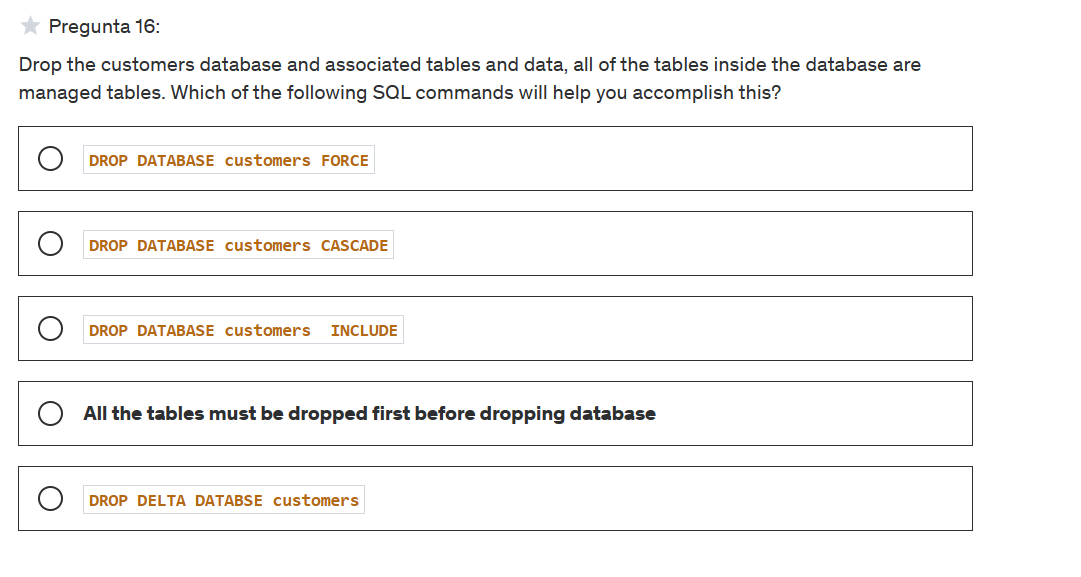 Pregunta 16:
Drop the customers database and associated tables and data, all of the tables inside the database are
managed tables. Which of the following SQL commands will help you accomplish this?
DROP DATABASE customers FORCE
DROP DATABASE customers CASCADE
DROP DATABASE customers  INCLUDE
All the tables must be dropped first before dropping database
DROP DELTA DATABSE customers